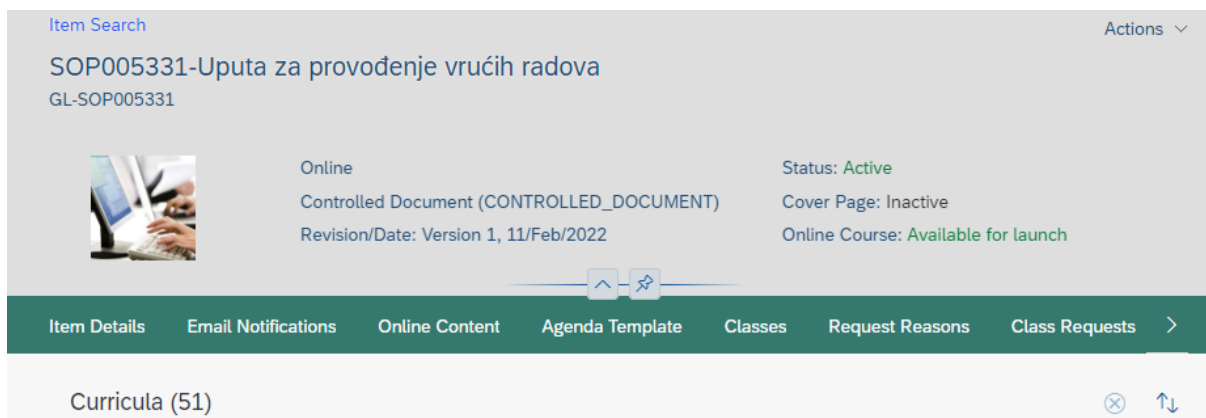 Item Search
Actions
SOP005331-Uputa za provođenje vrućih radova
GL-SOP005331
Online
Status: Active
Controlled Document (CONTROLLED_DOCUMENT)
Cover Page: Inactive
Revision/Date: Version 1, 11/Feb/2022
Online Course: Available for launch
Item Details Email Notifications Online Content Agenda Template Classes Request Reasons Class Requests
Curricula (51)